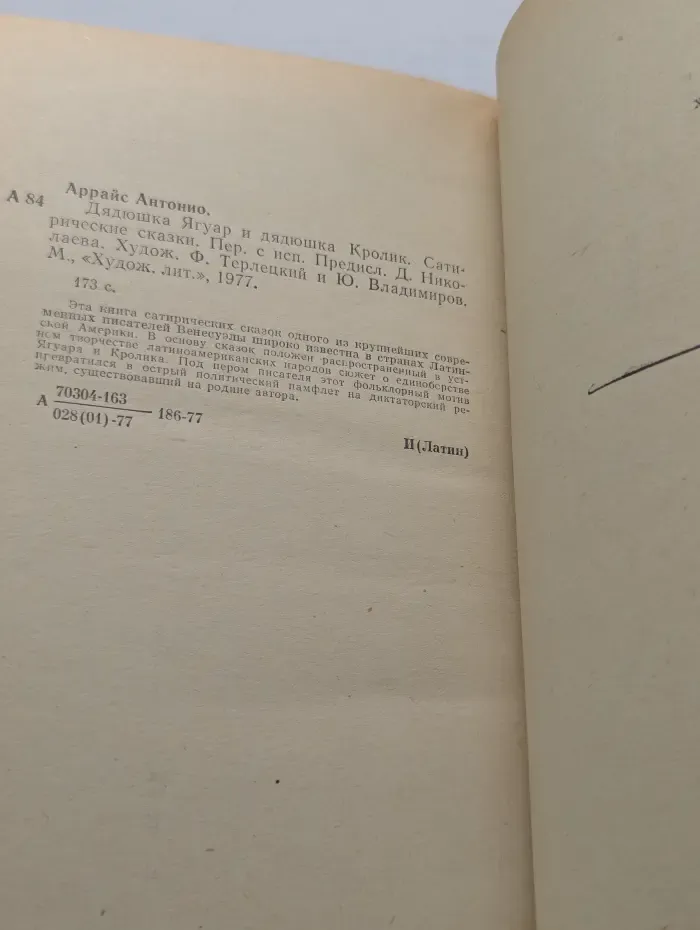 Аррайс Антонио.
А 84
Дядюшка Ягуар и дядюшка Кролик. Сати-
рические сказки. Пер. с исп. Предисл. Д. Нико-
лаева. Худож. Ф. Терлецкий и Ю. Владимиров.
М., «Худож. лит.», 1977.
173 с.
Эта книга сатирических сказок одного из крупнейших совре-
менных писателей Венесуэлы широко известна в странах Латин-
ской Америки. В основу сказок положен распространенный в уст-
ном творчестве латиноамериканских народов сюжет о единоборстве
Ягуара и Кролика. Под пером писателя этот фольклорный мотив
превратился в острый политический памфлет на диктаторский ре-
жим, существовавший на родине автора.
А 70304-163
028(01)-77 186-77
И(Латин)